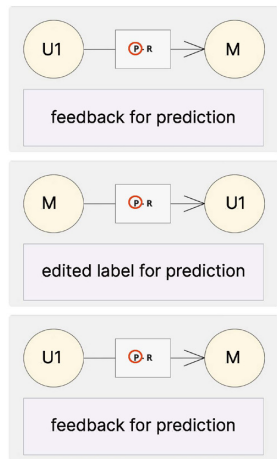 U1 P R M
feedback for prediction
M P R U1
edited label for prediction
U1 P R M
feedback for prediction